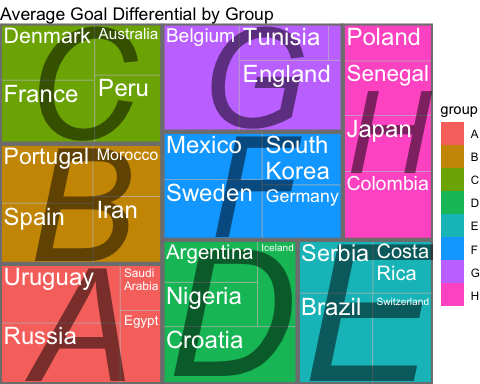 Average Goal Differential by Group
Denmark
Australia
France
Peru
C
Belgium
Tunisia
England
G
Poland
Senegal
Japan
Colombia
H
Portugal
Morocco
Spain
Iran
B
Mexico
South
Korea
Sweden
Germany
F
Uruguay
Saudi
Arabia
Russia
Egypt
A
Argentina
Iceland
Nigeria
Croatia
D
Serbia
Costa
Rica
Brazil
Switzerland
E
group
A
B
C
D
E
F
G
H